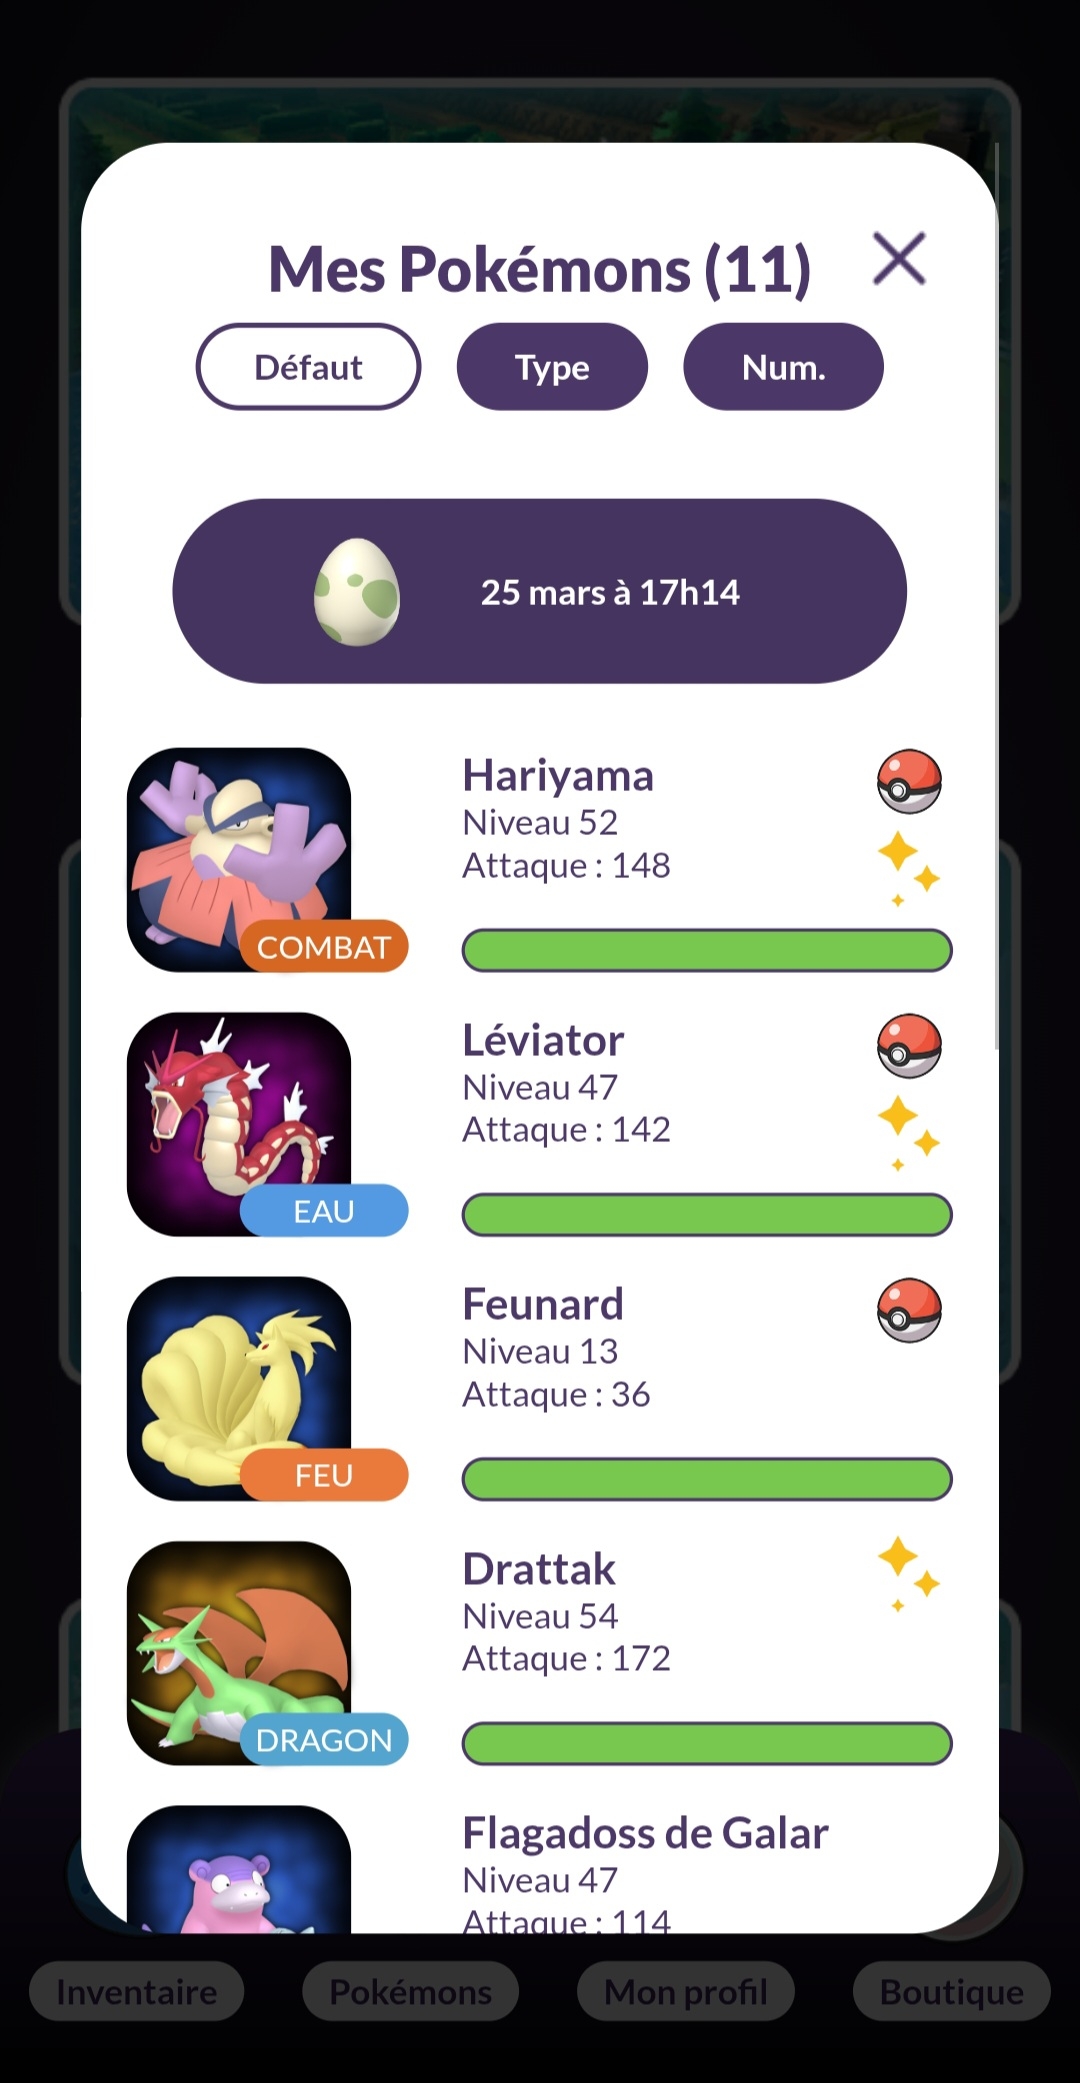 Mes Pokémons (11)
Défaut
Type
Num.
25 mars à 17h14
Hariyama
Niveau 52
Attaque : 148
COMBAT
Léviator
Niveau 47
Attaque : 142
EAU
Feunard
Niveau 13
Attaque : 36
FEU
Drattak
Niveau 54
Attaque : 172
DRAGON
Flagadoss de Galar
Niveau 47
Attaque : 114
Inventaire
Pokémons
Mon profil
Boutique